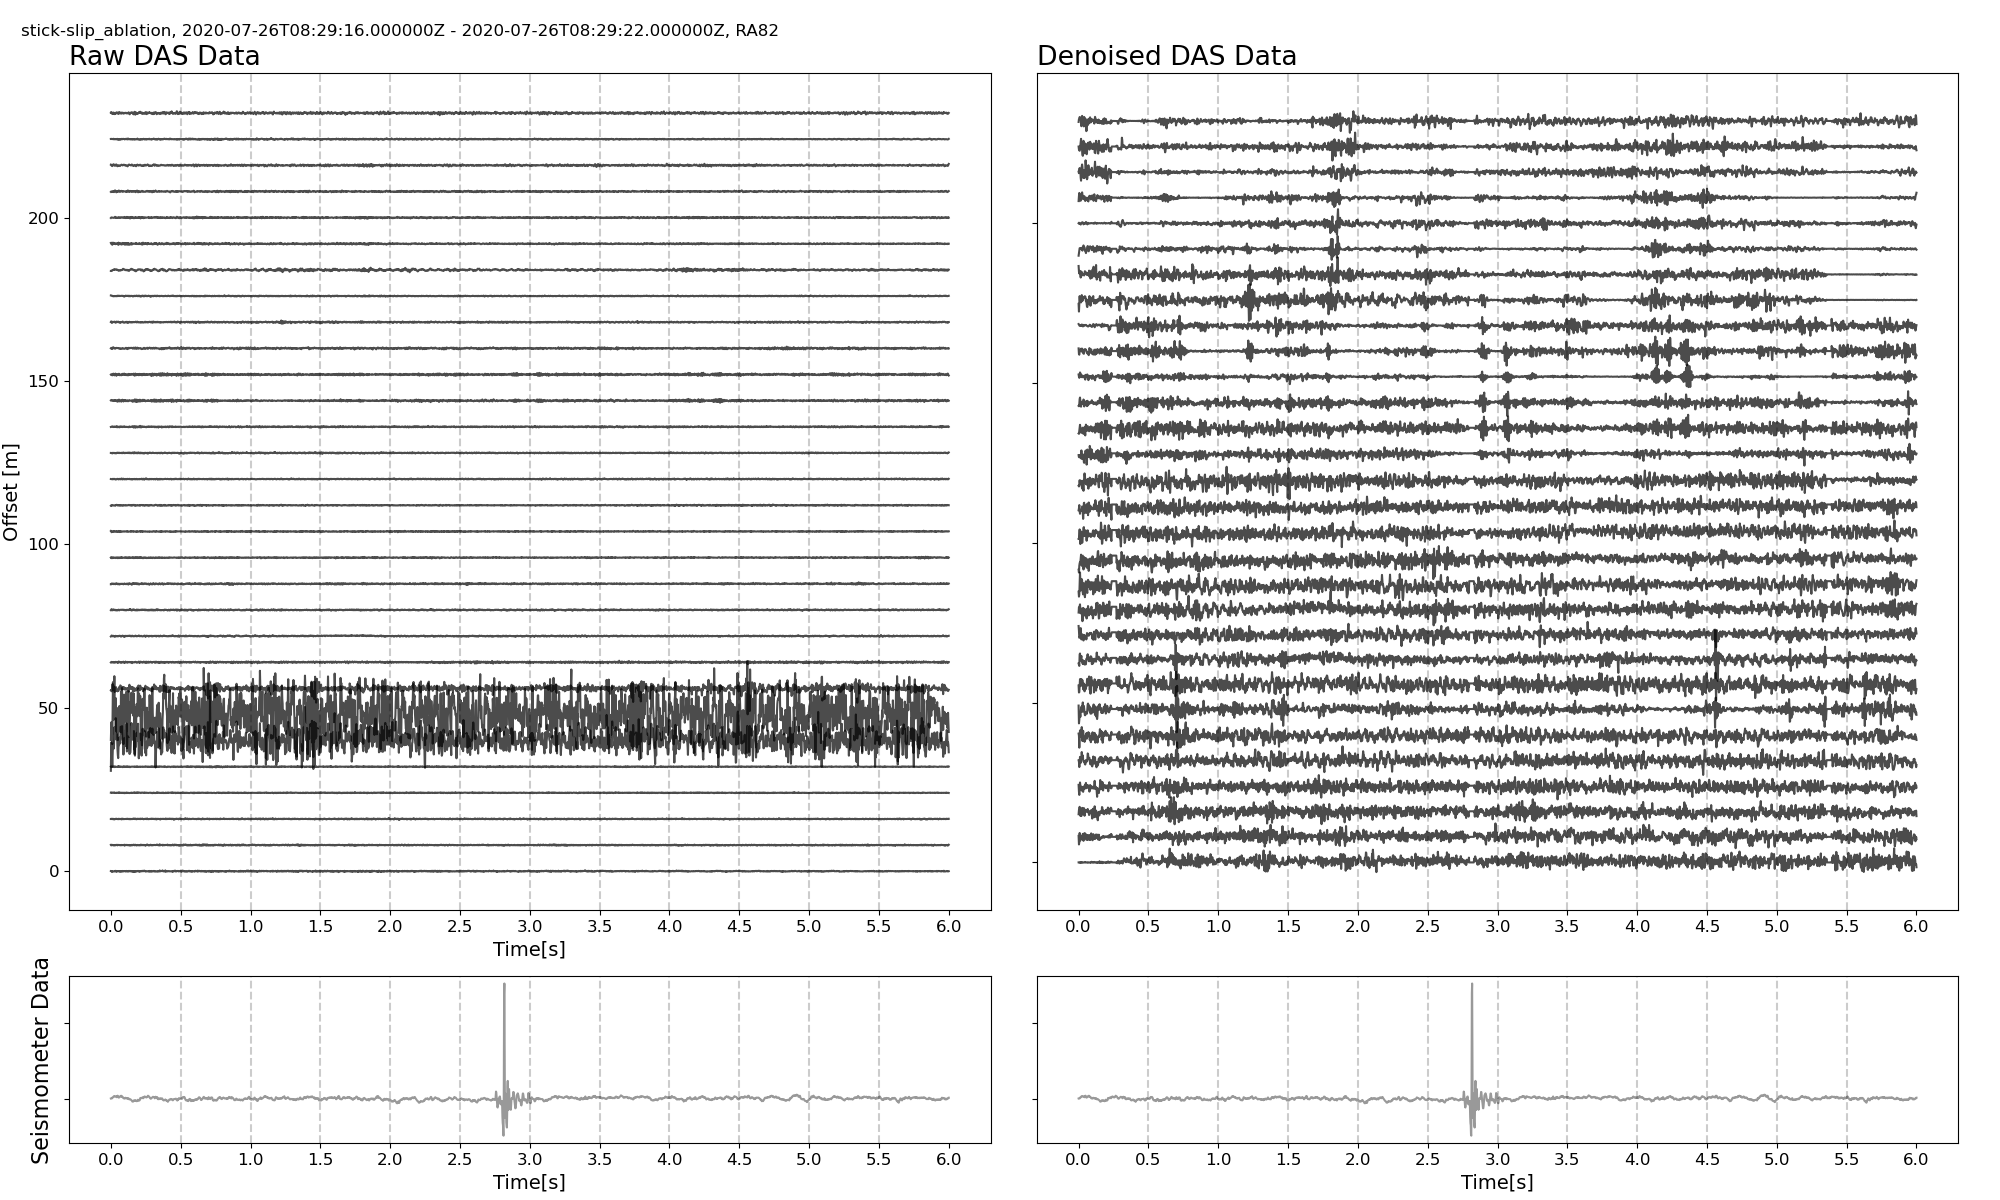 stick-slip_ablation, 2020-07-26T08:29:16.000000Z - 2020-07-26T08:29:22.000000Z, RA82
Raw DAS Data
Denoised DAS Data
Offset [m]
200
150
100
50
0
0.0 0.5 1.0 1.5 2.0 2.5 3.0 3.5 4.0 4.5 5.0 5.5 6.0
Time[s]
0.0 0.5 1.0 1.5 2.0 2.5 3.0 3.5 4.0 4.5 5.0 5.5 6.0
Seismometer Data
0.0 0.5 1.0 1.5 2.0 2.5 3.0 3.5 4.0 4.5 5.0 5.5 6.0
Time[s]
0.0 0.5 1.0 1.5 2.0 2.5 3.0 3.5 4.0 4.5 5.0 5.5 6.0
Time[s]